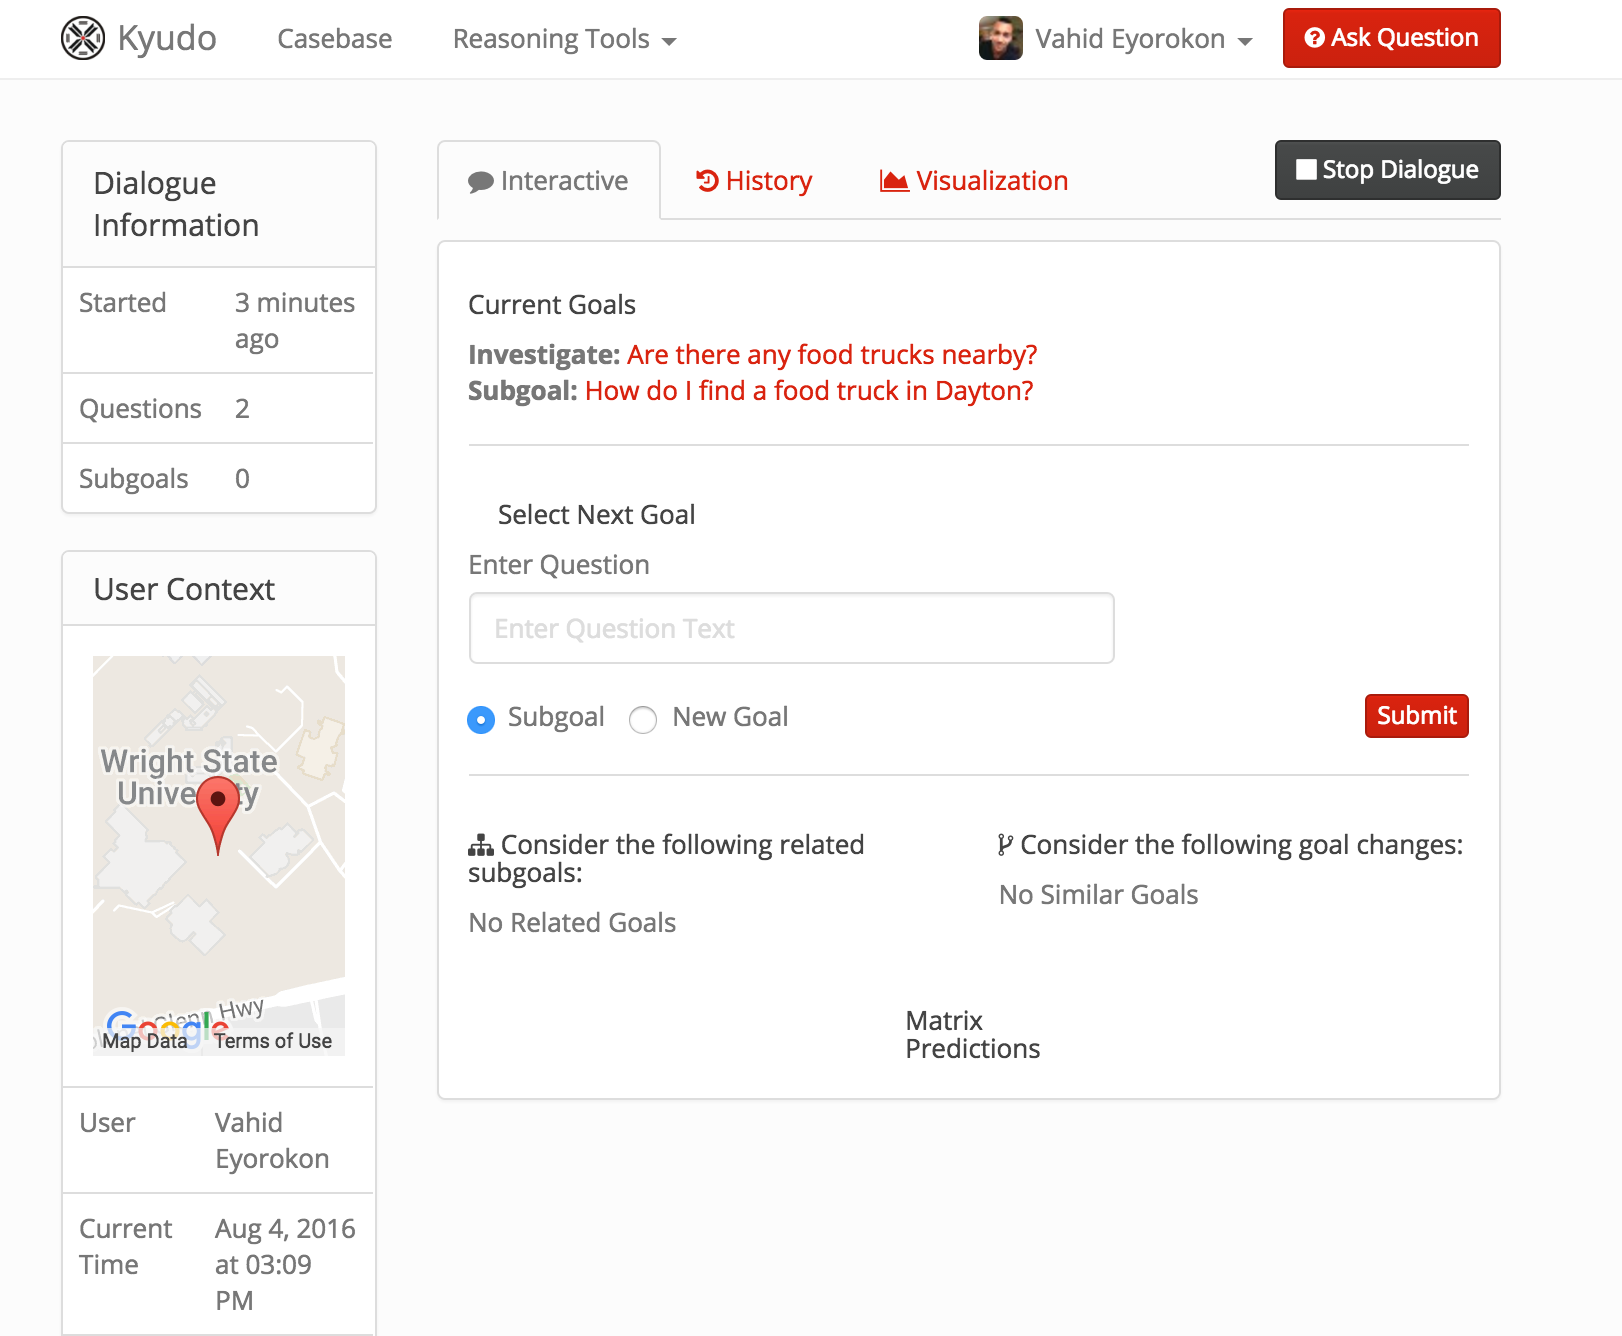 Kyudo
Casebase
Reasoning Tools
Vahid Eyorokon
Ask Question
Dialogue
Information
Started
3 minutes
ago
Questions
2
Subgoals
0
User Context
Wright State
Map Data
Terms of Use
User
Vahid
Eyorokon
Current
Time
Aug 4, 2016
at 03:09
PM
Interactive
History
Visualization
Stop Dialogue
Current Goals
Investigate: Are there any food trucks nearby?
Subgoal: How do I find a food truck in Dayton?
Select Next Goal
Enter Question
Enter Question Text
Subgoal
New Goal
Submit
Consider the following related
subgoals:
No Related Goals
Consider the following goal changes:
No Similar Goals
Matrix
Predictions
Google
Hwy